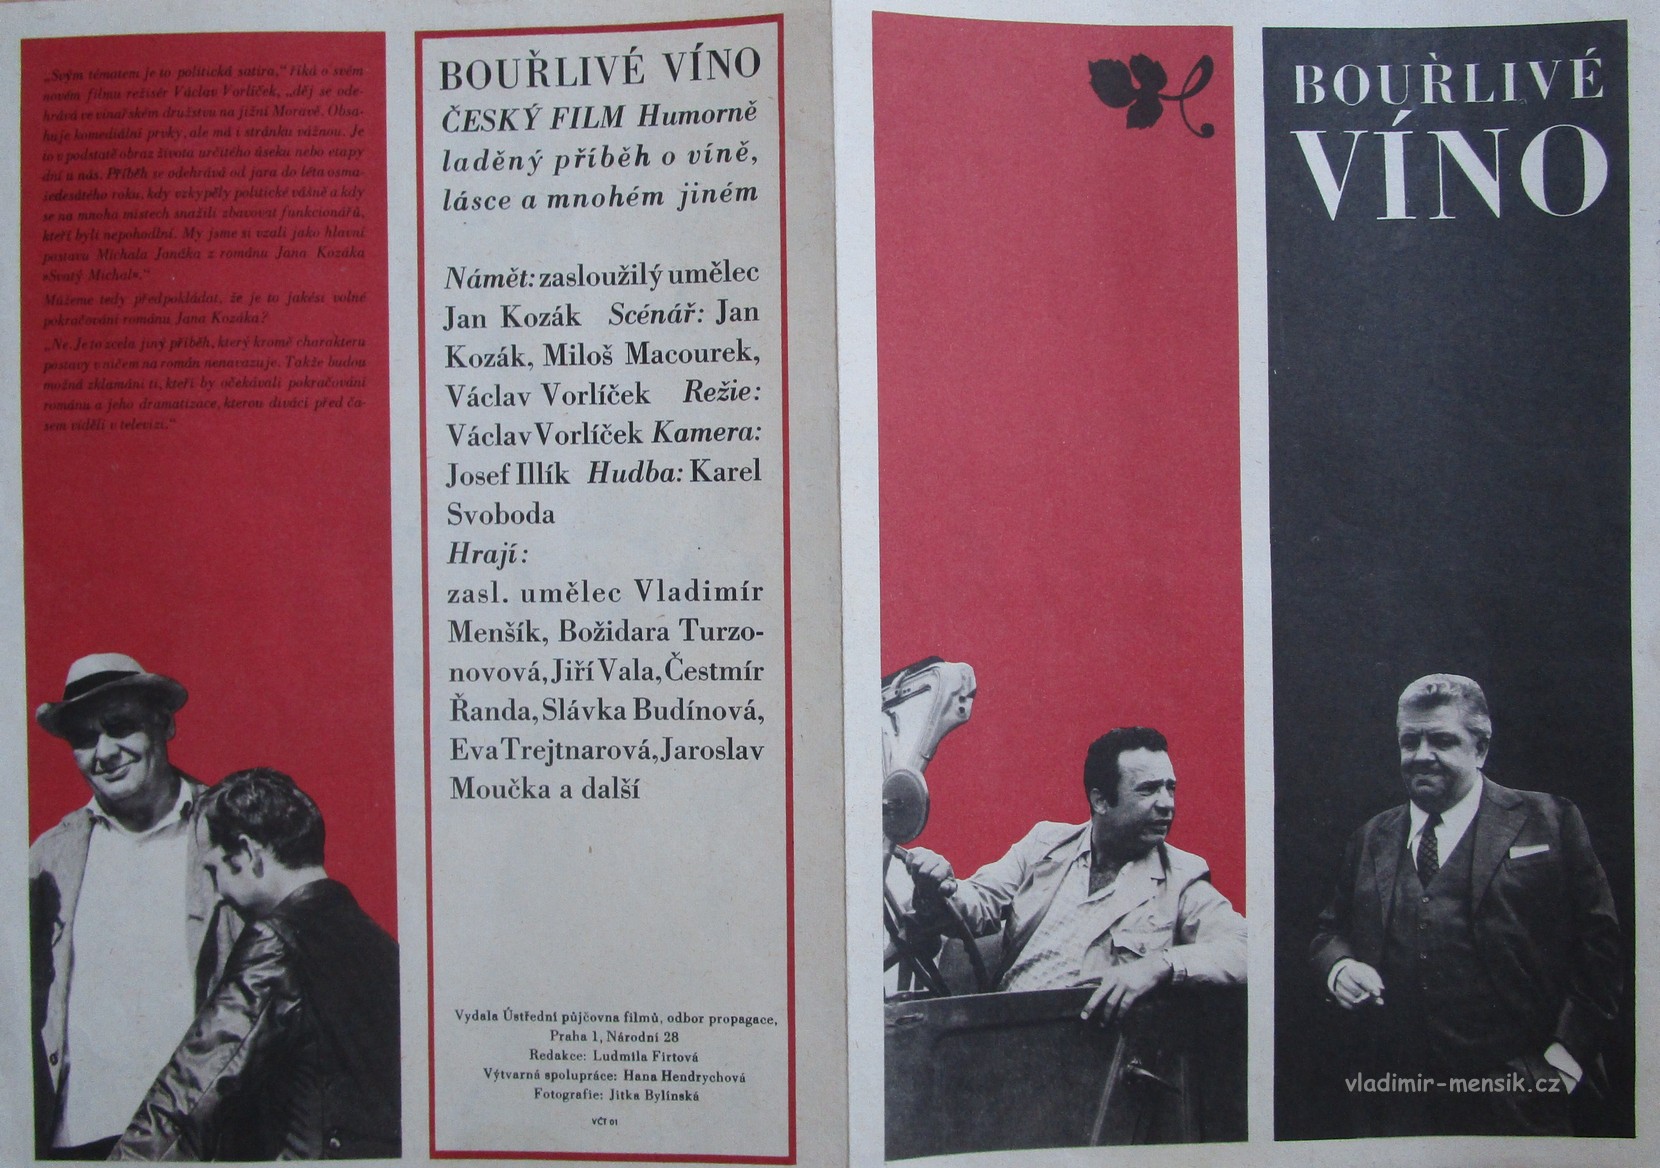 „Svým tématem je to politická satira,“ říká o svém
novém filmu režisér Václav Vorlíček, „děj se ode-
hrává ve vinařském družstvu na jižní Moravě. Obsa-
huje komediální prvky, ale má i stránku vážnou. Je
to v podstatě obraz života určitého úseku nebo etapy
dní u nás. Příběh se odehrává od jara do léta osma-
šedesátého roku, kdy vzkypěly politické vášně a kdy
se na mnoha místech snažili zbavovat funkcionářů,
kteří byli nepohodlní. My jsme si vzali jako hlavní
postavu Michala Janáka z románu Jana Kozáka
»Svatý Michal«.“
Můžeme tedy předpokládat, že je to jakési volné
pokračování románu Jana Kozáka?
„Ne. Je to zcela jiný příběh, který kromě charakteru
postavy v ničem na román nenavazuje. Takže budou
možná zklamáni ti, kteří by očekávali pokračování
románu a jeho dramatizace, kterou diváci před ča-
sem viděli v televizi.“
BOUŘLIVÉ VÍNO
ČESKÝ FILM Humorně
laděný příběh o víně,
lásce a mnohém jiném
Námět: zasloužilý umělec
Jan Kozák Scénář: Jan
Kozák, Miloš Macourek,
Václav Vorlíček Režie:
Václav Vorlíček Kamera:
Josef Illík Hudba: Karel
Svoboda
Hrají:
zasl. umělec Vladimír
Menšík, Božidara Turzo-
novová, Jiří Vala, Čestmír
Řanda, Slávka Budínová,
Eva Trejtnarová, Jaroslav
Moučka a další
Vydala Ústřední půjčovna filmů, odbor propagace,
Praha 1, Národní 28
Redakce: Ludmila Firtová
Výtvarná spolupráce: Hana Hendrychová
Fotografie: Jitka Bylinská
VČT 01
BOUŘLIVÉ
VÍNO
vladimir-mensik.cz